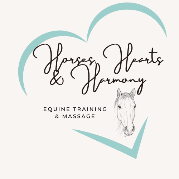 Horses, Hearts
& Harmony
EQUINE TRAINING
& MASSAGE